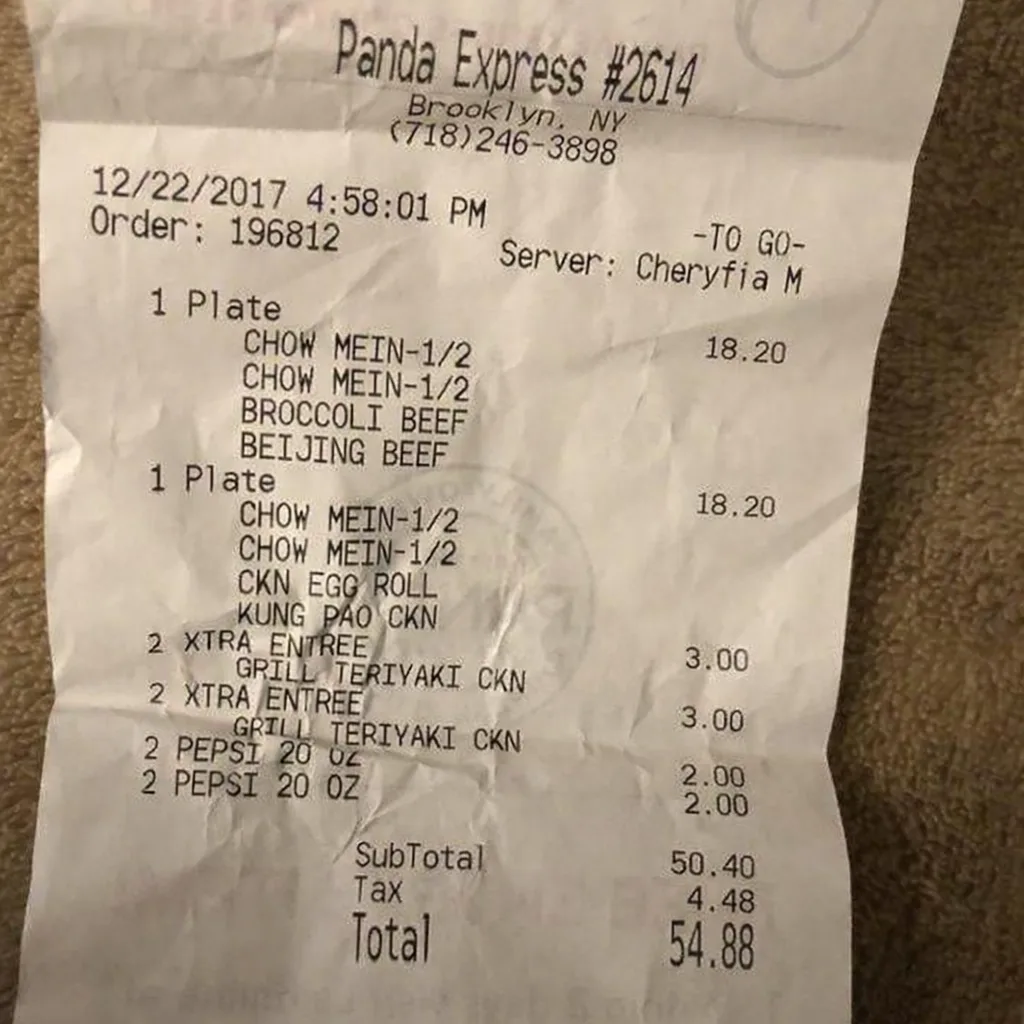 Panda Express #2614
Brooklyn, NY
(718)246-3898
12/22/2017 4:58:01 PM
-TO GO-
Order: 196812
Server: Cheryfia M
1 Plate
CHOW MEIN-1/2 18.20
CHOW MEIN-1/2
BROCCOLI BEEF
BEIJING BEEF
1 Plate 18.20
CHOW MEIN-1/2
CHOW MEIN-1/2
CKN EGG ROLL
KUNG PAO CKN
2 XTRA ENTREE 3.00
GRILL TERIYAKI CKN
2 XTRA ENTREE 3.00
GRILL TERIYAKI CKN
2 PEPSI 20 OZ 2.00
2 PEPSI 20 OZ 2.00
SubTotal 50.40
Tax 4.48
Total 54.88